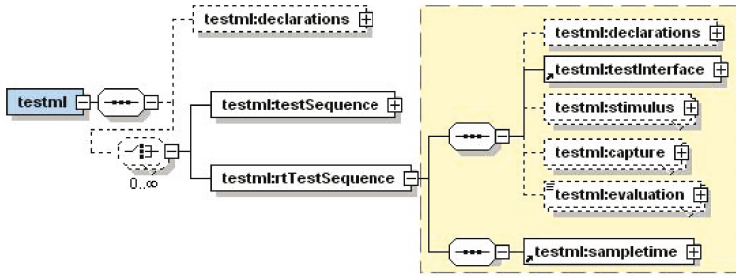 testml:declarations
testml
testml:testSequence
0..∞
testml:rtTestSequence
testml:declarations
testml:testInterface
testml:stimulus
testml:capture
testml:evaluation
testml:sampletime